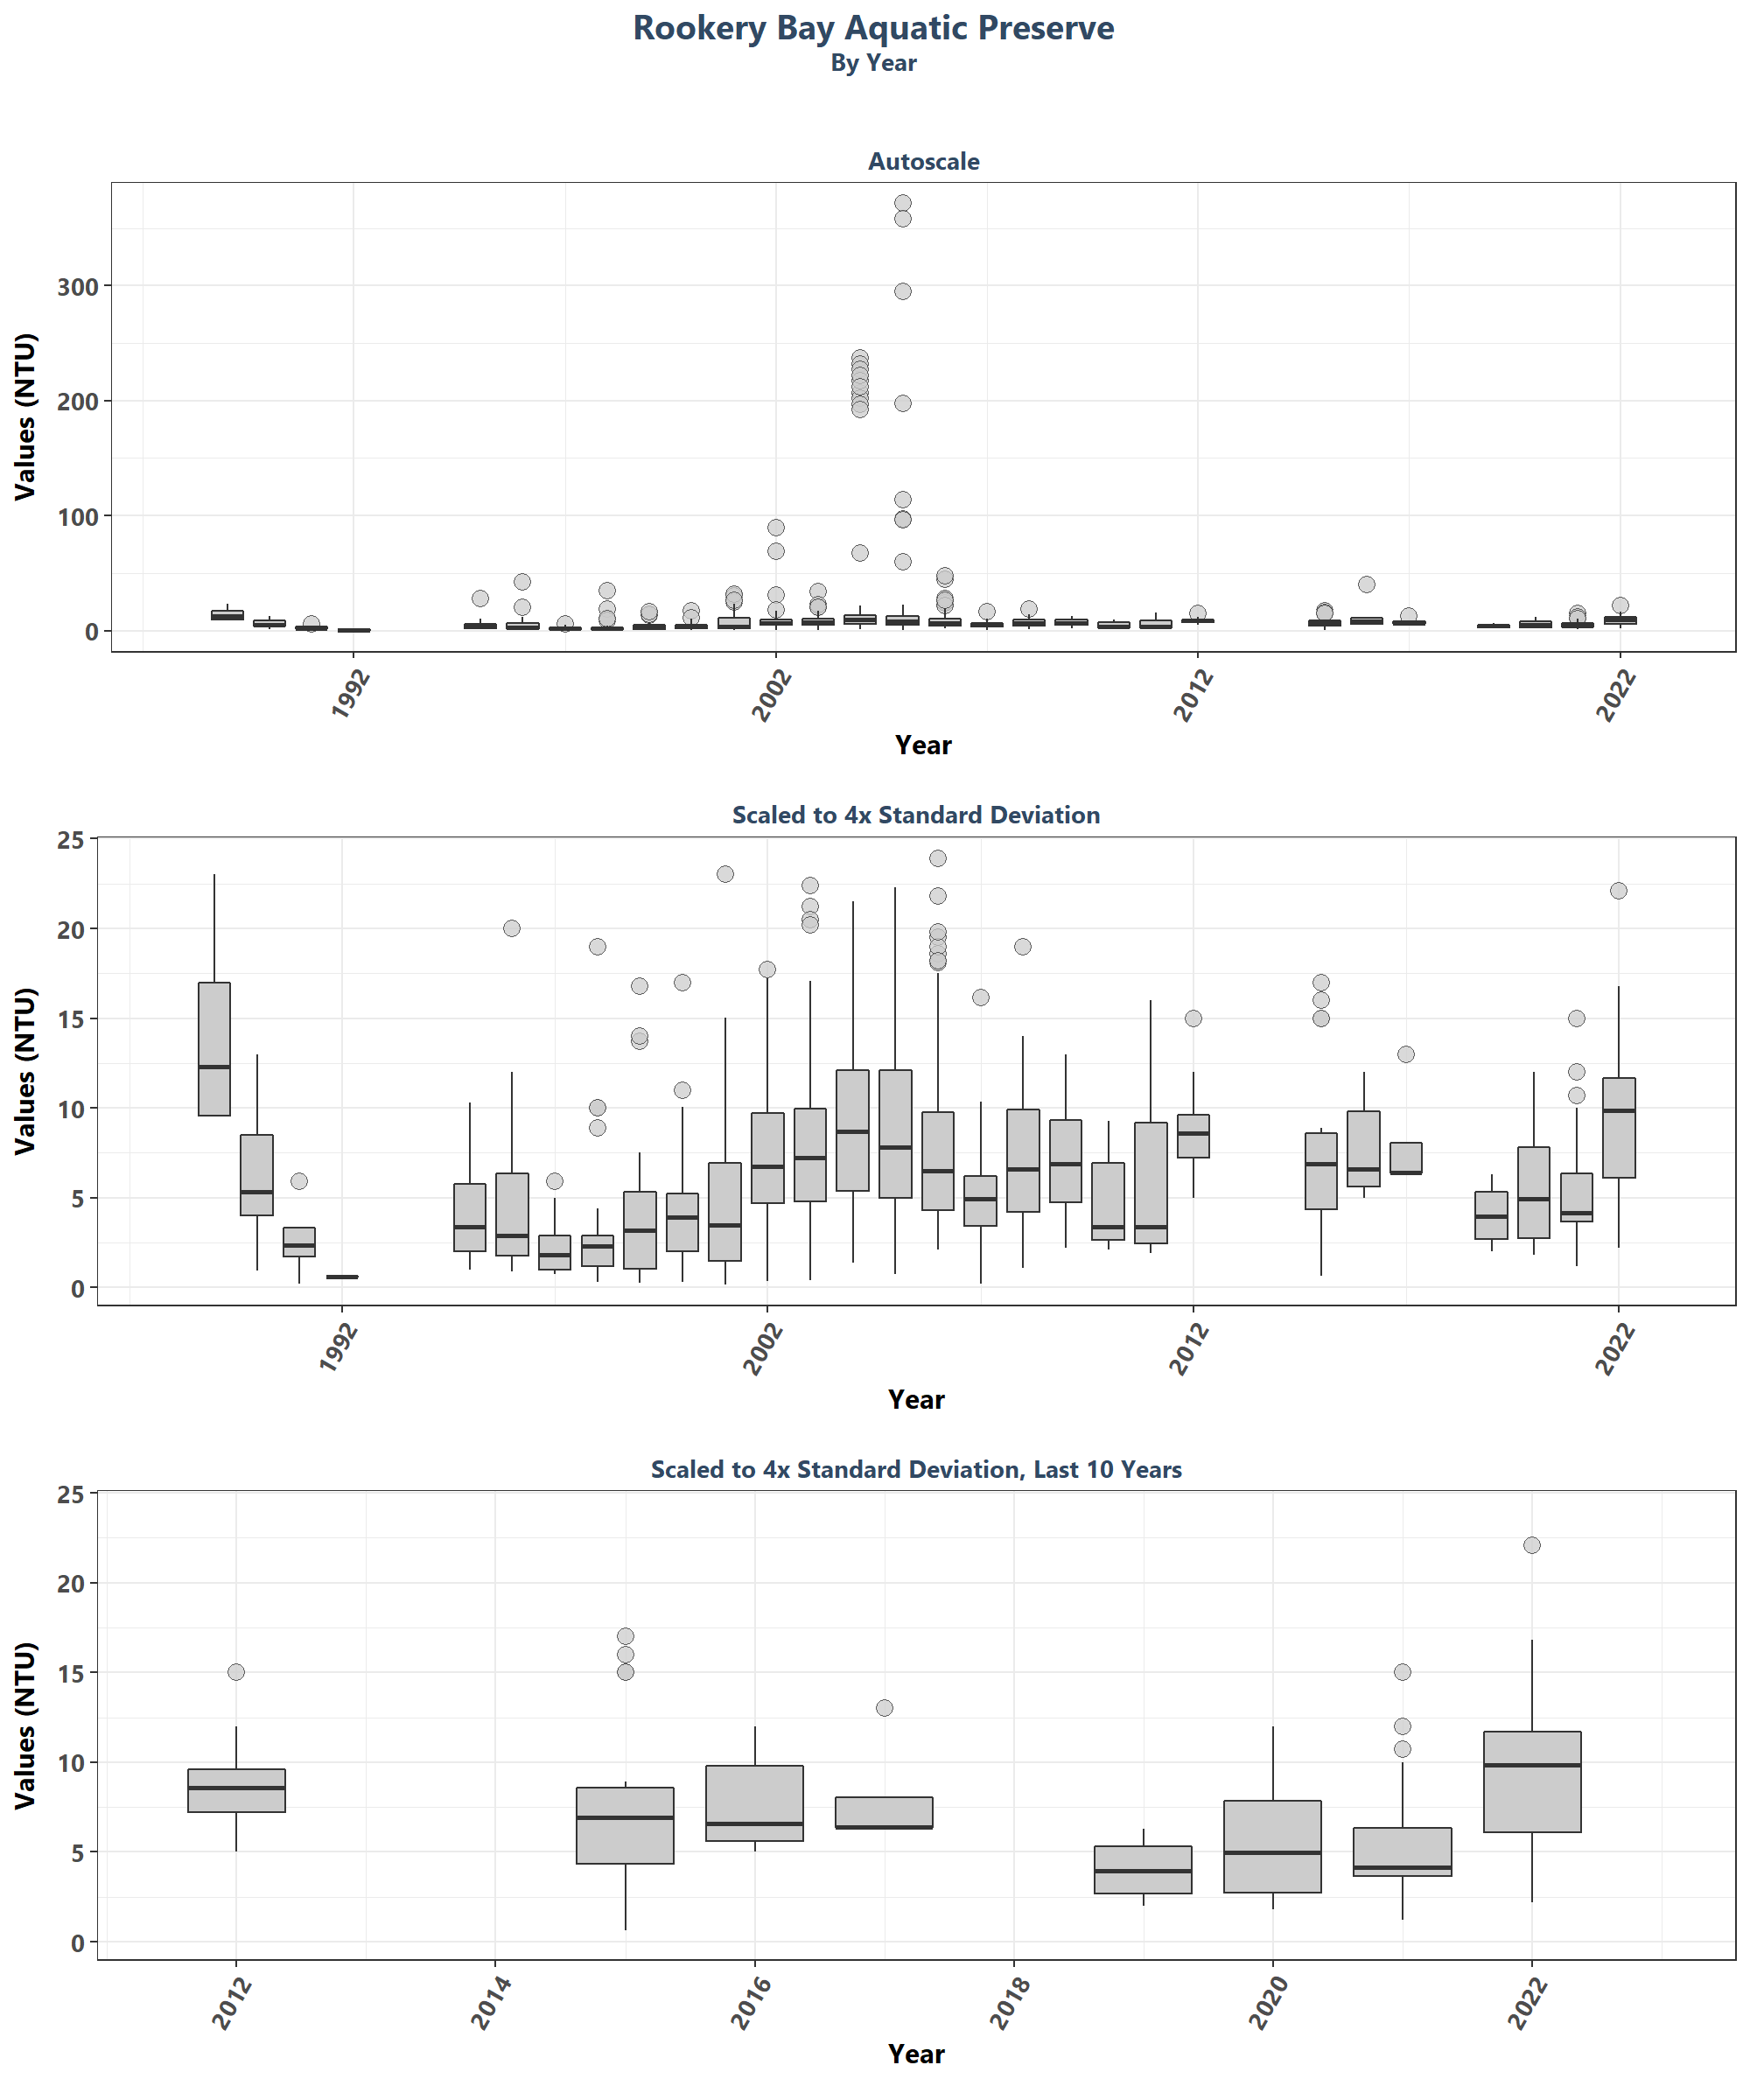 Rookery Bay Aquatic Preserve
By Year
Autoscale
Values (NTU)
300
200
100
0
1992
2002
2012
2022
Year
Scaled to 4x Standard Deviation
Values (NTU)
25
20
15
10
5
0
1992
2002
2012
2022
Year
Scaled to 4x Standard Deviation, Last 10 Years
Values (NTU)
25
20
15
10
5
0
2012
2014
2016
2018
2020
2022
Year